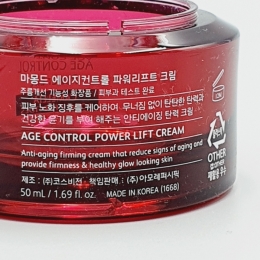 AGE CONTROL
마몽드 에이지컨트롤 파워리프트 크림
주름개선 기능성 화장품 / 피부과 테스트 완료
피부 노화 징후를 케어하여 무너짐 없이 탄탄한 탄력과
건강한 윤기를 부여해 주는 안티에이징 탄력 크림
AGE CONTROL POWER LIFT CREAM
Anti-aging firming cream that reduce signs of aging and
provide firmness & healthy glow looking skin
제조 : (주)코스비전 · 책임판매 : (주)아모레퍼시픽
50 mL / 1.69 fl. oz. MADE IN KOREA (1668)
OTHER